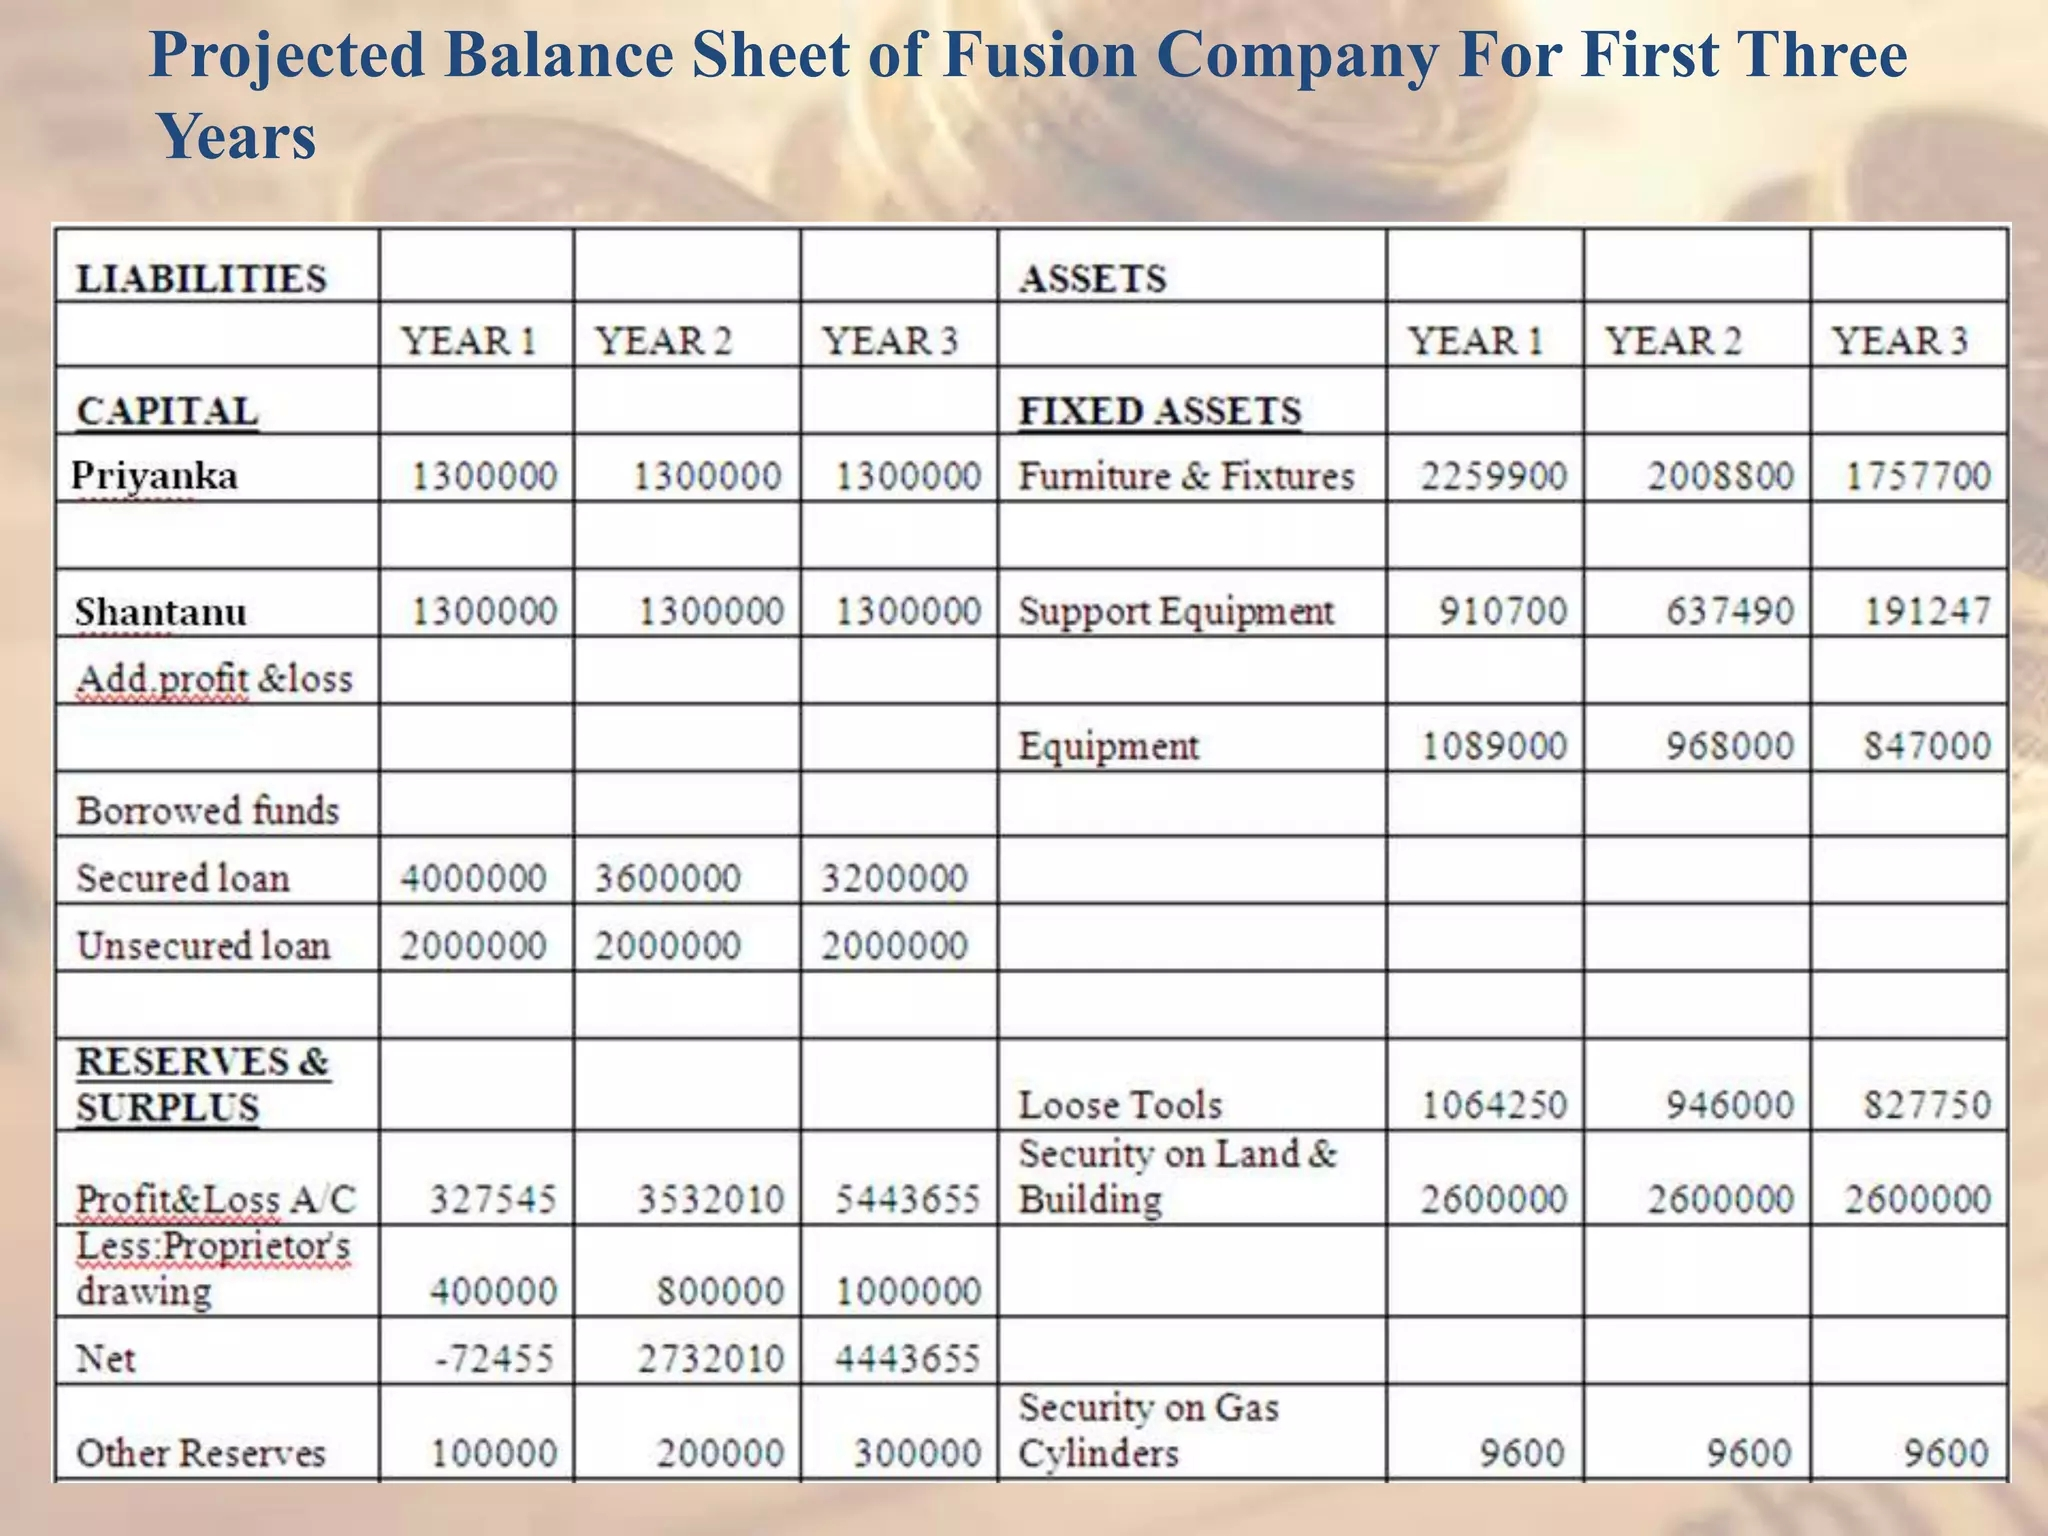 Projected Balance Sheet of Fusion Company For First Three
Years
LIABILITIES ASSETS
YEAR 1 YEAR 2 YEAR 3 YEAR 1 YEAR 2 YEAR 3
CAPITAL FIXED ASSETS
Priyanka 1300000 1300000 1300000 Furniture & Fixtures 2259900 2008800 1757700
Shantanu 1300000 1300000 1300000 Support Equipment 910700 637490 191247
Add.profit &loss
Equipment 1089000 968000 847000
Borrowed funds
Secured loan 4000000 3600000 3200000
Unsecured loan 2000000 2000000 2000000
RESERVES &
SURPLUS Loose Tools 1064250 946000 827750
Security on Land &
Profit&Loss A/C 327545 3532010 5443655 Building 2600000 2600000 2600000
Less:Proprietor's
drawing 400000 800000 1000000
Net -72455 2732010 4443655
Security on Gas
Other Reserves 100000 200000 300000 Cylinders 9600 9600 9600